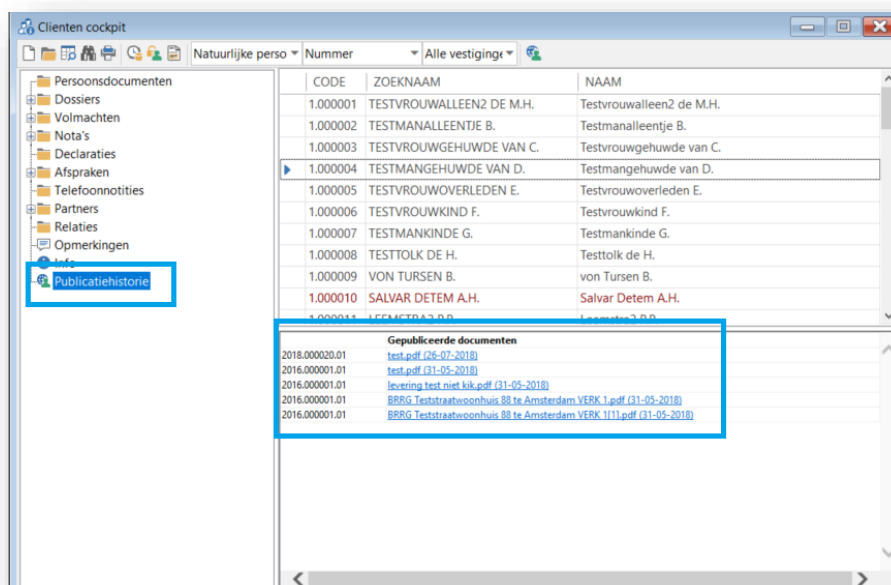 Clienten cockpit
Natuurlijke perso Nummer Alle vestiginge
Persoonsdocumenten
Dossiers
Volmachten
Nota's
Declaraties
Afspraken
Telefoonnotities
Partners
Relaties
Opmerkingen
Info
Publicatiehistorie
CODE ZOEKNAAM NAAM
1.000001 TESTVROUWALLEEN2 DE M.H. Testvrouwalleen2 de M.H.
1.000002 TESTMANALLEENTJE B. Testmanalleentje B.
1.000003 TESTVROUWGEHUWDE VAN C. Testvrouwgehuwde van C.
1.000004 TESTMANGEHUWDE VAN D. Testmangehuwde van D.
1.000005 TESTVROUWOVERLEDEN E. Testvrouwoverleden E.
1.000006 TESTVROUWKIND F. Testvrouwkind F.
1.000007 TESTMANKINDE G. Testmankinde G.
1.000008 TESTTOLK DE H. Testtolk de H.
1.000009 VON TURSEN B. von Tursen B.
1.000010 SALVAR DETEM A.H. Salvar Detem A.H.
1.000011 LEEMSTRA2 P.P. Leemstra2 P.P.
Gepubliceerde documenten
2018.000020.01 test.pdf (26-07-2018)
2016.000001.01 test.pdf (31-05-2018)
2016.000001.01 levering test niet kik.pdf (31-05-2018)
2016.000001.01 BRRG Teststraatwoonhuis 88 te Amsterdam VERK 1.pdf (31-05-2018)
2016.000001.01 BRRG Teststraatwoonhuis 88 te Amsterdam VERK 1[1].pdf (31-05-2018)